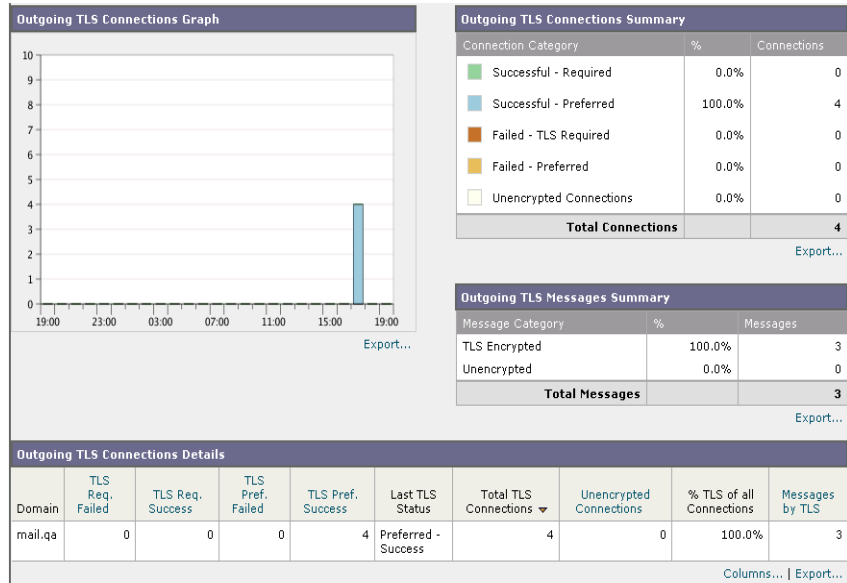 Outgoing TLS Connections Graph
10
9
8
7
6
5
4
3
2
1
0
19:00 23:00 03:00 07:00 11:00 15:00 19:00
Export...
Outgoing TLS Connections Summary
Connection Category % Connections
Successful - Required 0.0% 0
Successful - Preferred 100.0% 4
Failed - TLS Required 0.0% 0
Failed - Preferred 0.0% 0
Unencrypted Connections 0.0% 0
Total Connections 4
Export...
Outgoing TLS Messages Summary
Message Category % Messages
TLS Encrypted 100.0% 3
Unencrypted 0.0% 0
Total Messages 3
Export...
Outgoing TLS Connections Details
Domain TLS Req. Failed TLS Req. Success TLS Pref. Failed TLS Pref. Success Last TLS Status Total TLS Connections Unencrypted Connections % TLS of all Connections Messages by TLS
mail.qa 0 0 0 4 Preferred - Success 4 0 100.0% 3
Columns... | Export...